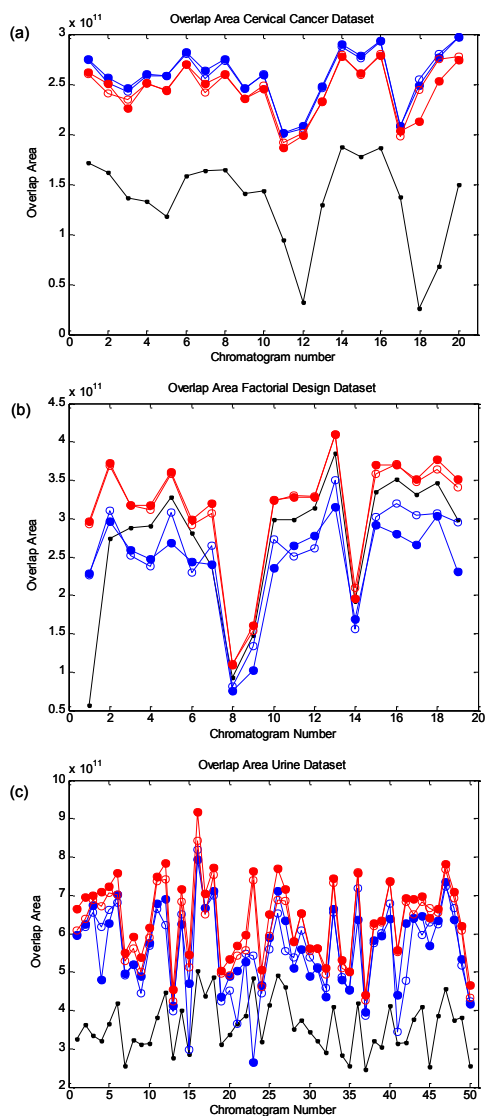 (a)
Overlap Area Cervical Cancer Dataset
x 10^11
3
2.5
2
1.5
1
0.5
0
Overlap Area
0 2 4 6 8 10 12 14 16 18 20
Chromatogram number
(b)
Overlap Area Factorial Design Dataset
x 10^11
4.5
4
3.5
3
2.5
2
1.5
1
0.5
Overlap Area
0 2 4 6 8 10 12 14 16 18 20
Chromatogram Number
(c)
Overlap Area Urine Dataset
x 10^11
10
9
8
7
6
5
4
3
2
Overlap Area
0 5 10 15 20 25 30 35 40 45 50
Chromatogram Number